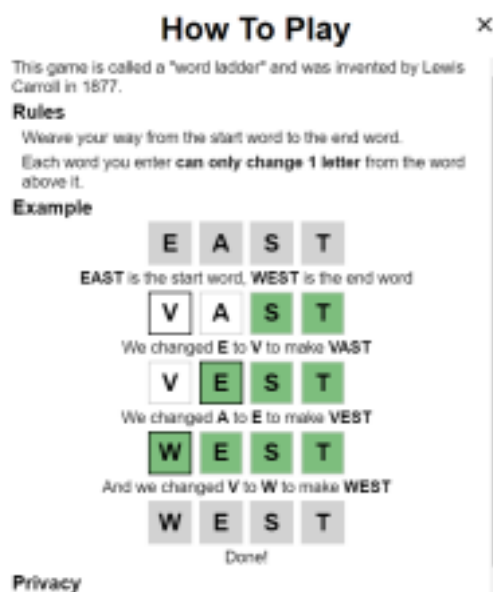 How To Play ×
This game is called a "word ladder" and was invented by Lewis
Carroll in 1877.
Rules
Weave your way from the start word to the end word.
Each word you enter can only change 1 letter from the word
above it.
Example
E A S T
EAST is the start word, WEST is the end word
V A S T
We changed E to V to make VAST
V E S T
We changed A to E to make VEST
W E S T
And we changed V to W to make WEST
W E S T
Done!
Privacy